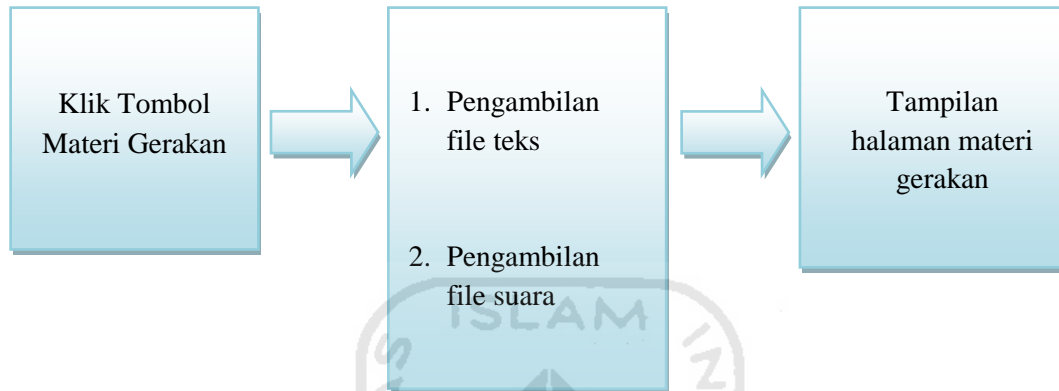 Klik Tombol
Materi Gerakan
1. Pengambilan
file teks
2. Pengambilan
file suara
Tampilan
halaman materi
gerakan
ISLAM